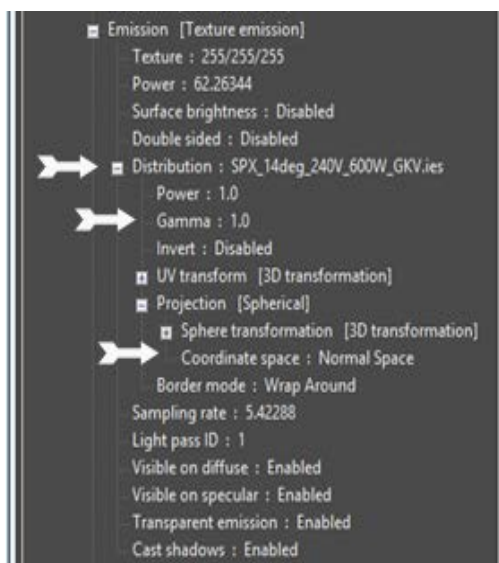 Emission [Texture emission]
Texture : 255/255/255
Power : 62.26344
Surface brightness : Disabled
Double sided : Disabled
Distribution : SPX_14deg_240V_600W_GKV.ies
Power : 1.0
Gamma : 1.0
Invert : Disabled
UV transform [3D transformation]
Projection [Spherical]
Sphere transformation [3D transformation]
Coordinate space : Normal Space
Border mode : Wrap Around
Sampling rate : 5.42288
Light pass ID : 1
Visible on diffuse : Enabled
Visible on specular : Enabled
Transparent emission : Enabled
Cast shadows : Enabled